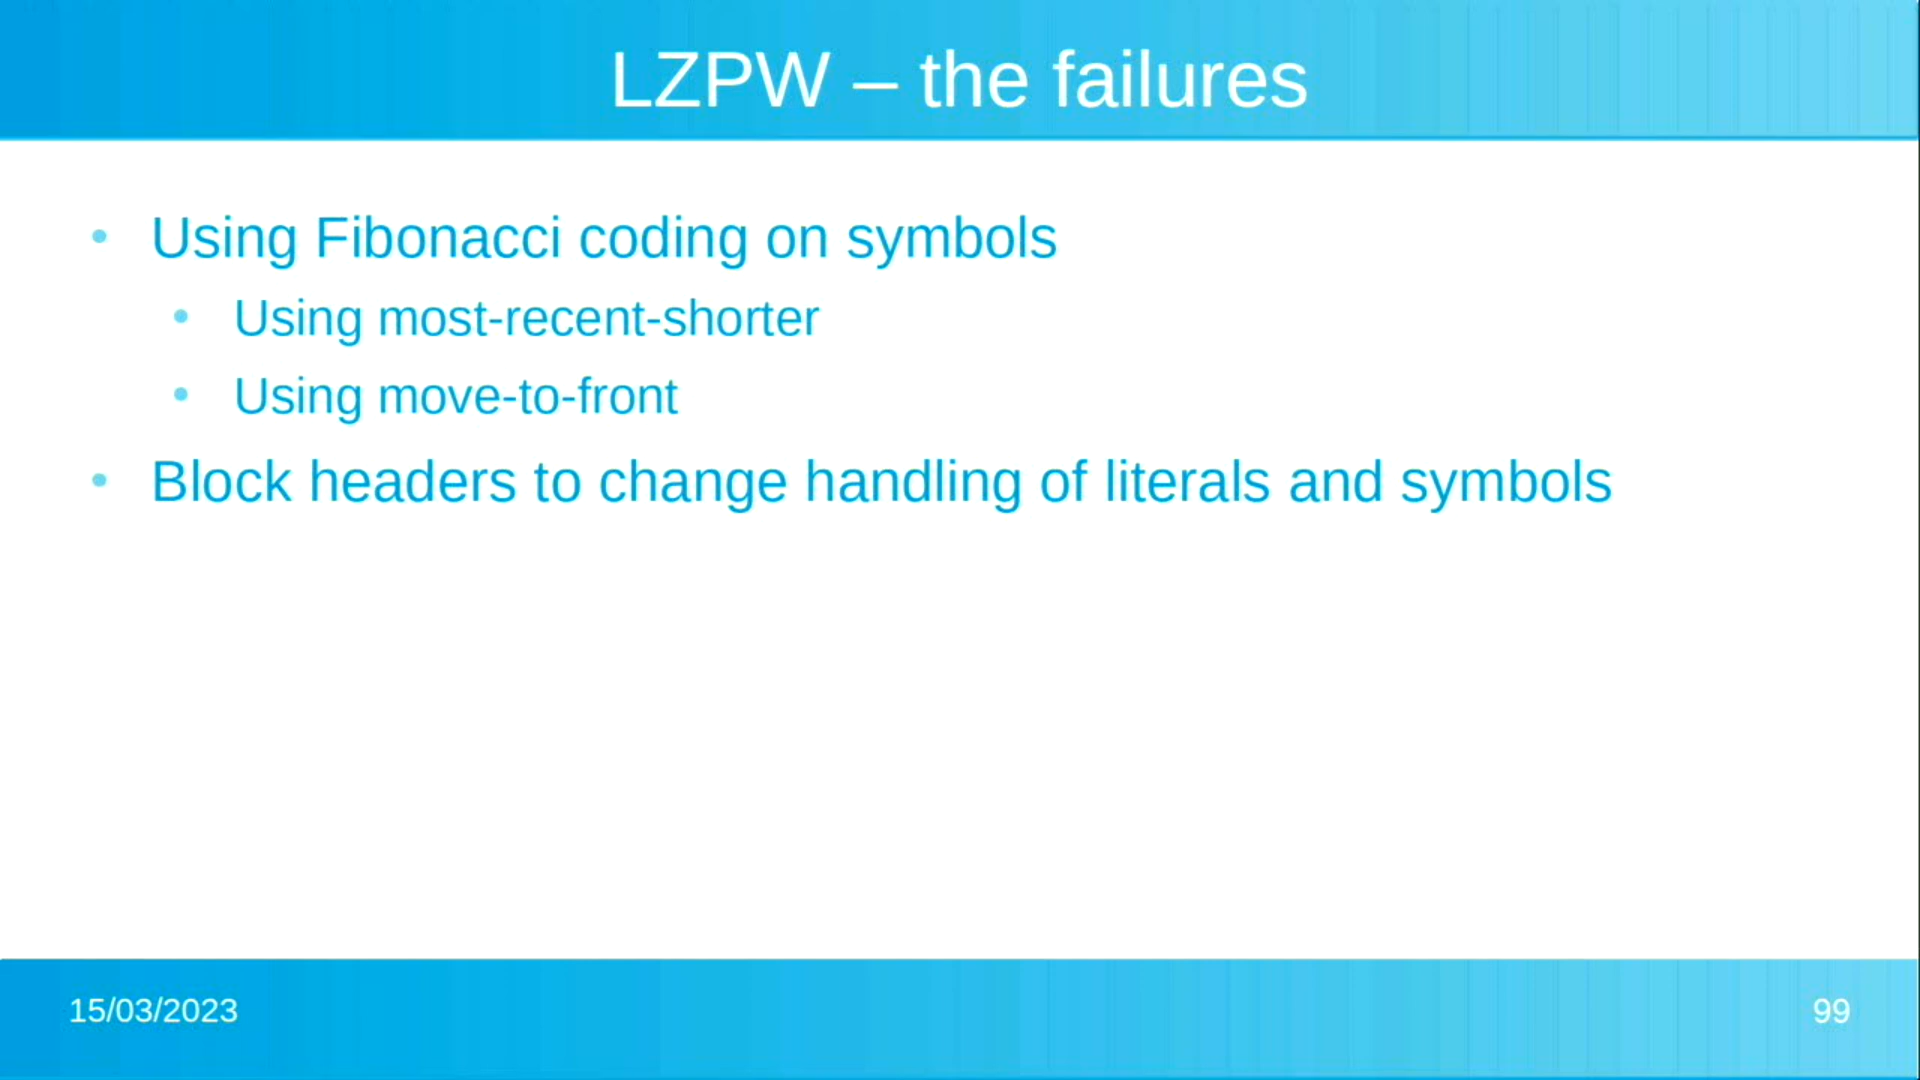 LZPW – the failures
• Using Fibonacci coding on symbols
• Using most-recent-shorter
• Using move-to-front
• Block headers to change handling of literals and symbols
15/03/2023
99